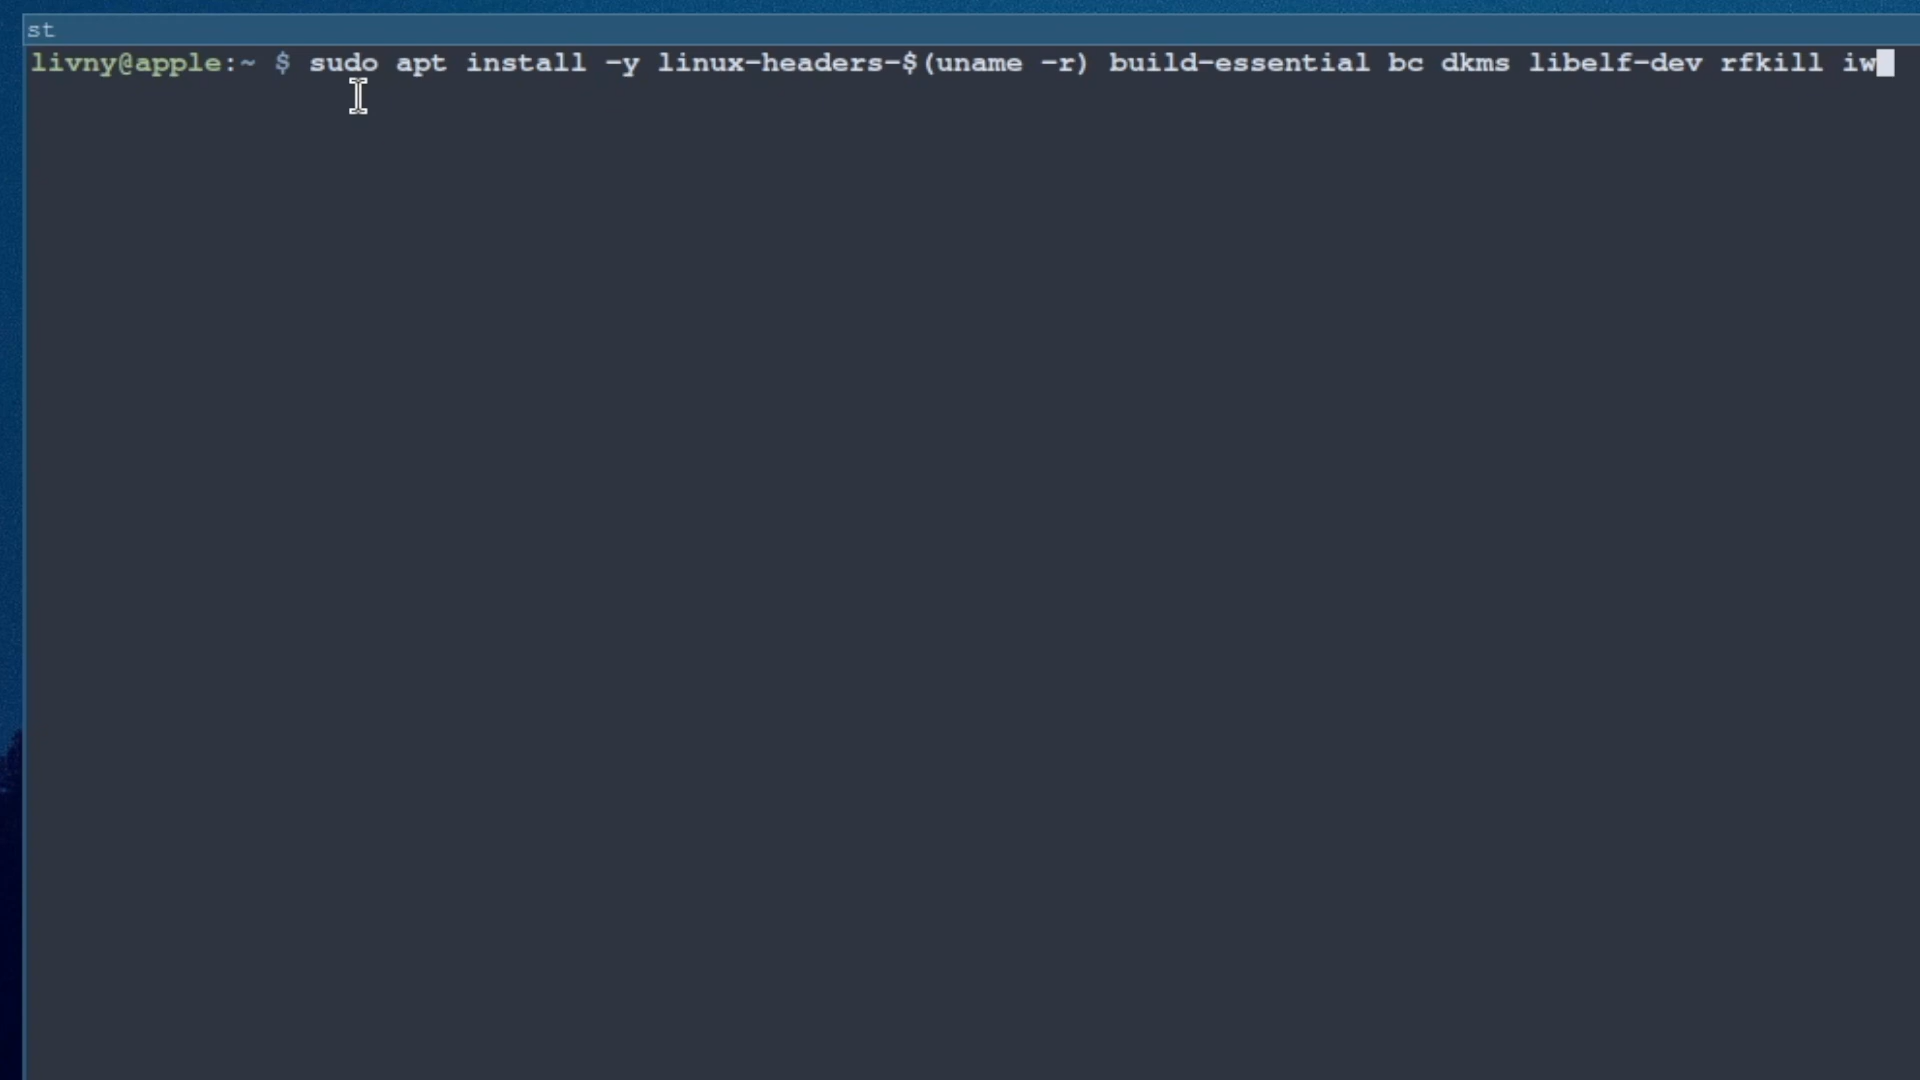 st
livny@apple:~ $ sudo apt install -y linux-headers-$(uname -r) build-essential bc dkms libelf-dev rfkill iw